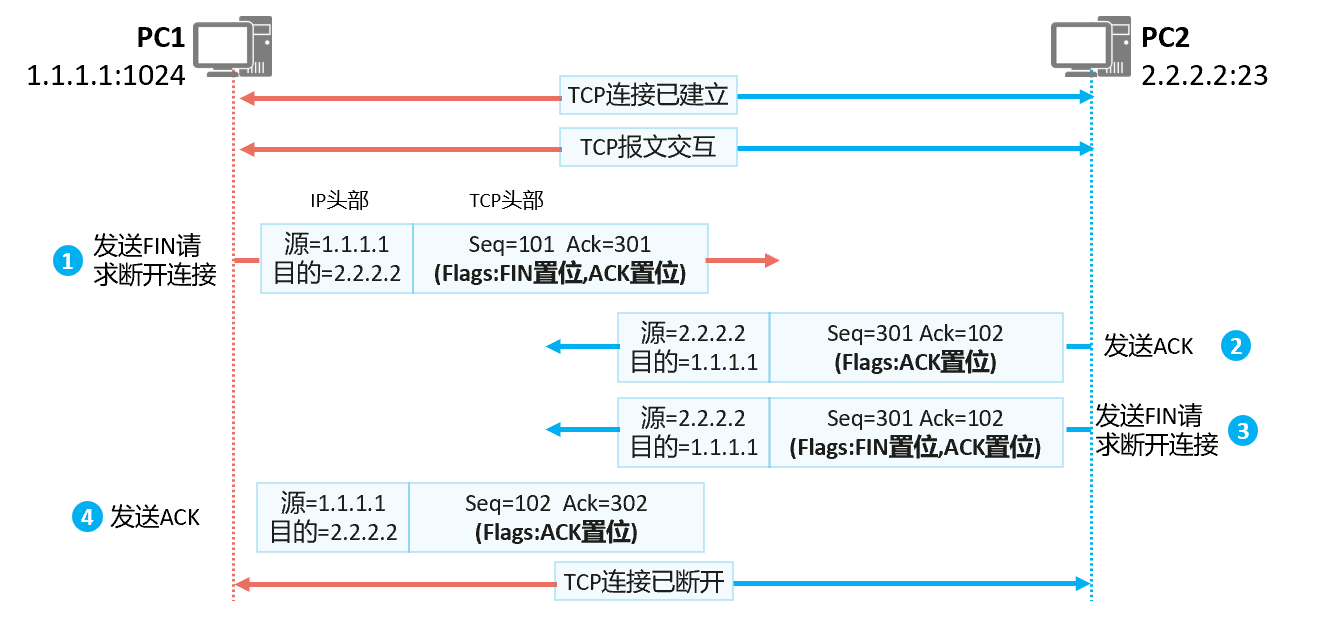 PC1
1.1.1.1:1024
PC2
2.2.2.2:23
TCP连接已建立
TCP报文交互
IP头部
TCP头部
1
发送FIN请
求断开连接
源=1.1.1.1
目的=2.2.2.2
Seq=101 Ack=301
(Flags:FIN置位,ACK置位)
源=2.2.2.2
目的=1.1.1.1
Seq=301 Ack=102
(Flags:ACK置位)
发送ACK
2
源=2.2.2.2
目的=1.1.1.1
Seq=301 Ack=102
(Flags:FIN置位,ACK置位)
发送FIN请
求断开连接
3
4
发送ACK
源=1.1.1.1
目的=2.2.2.2
Seq=102 Ack=302
(Flags:ACK置位)
TCP连接已断开